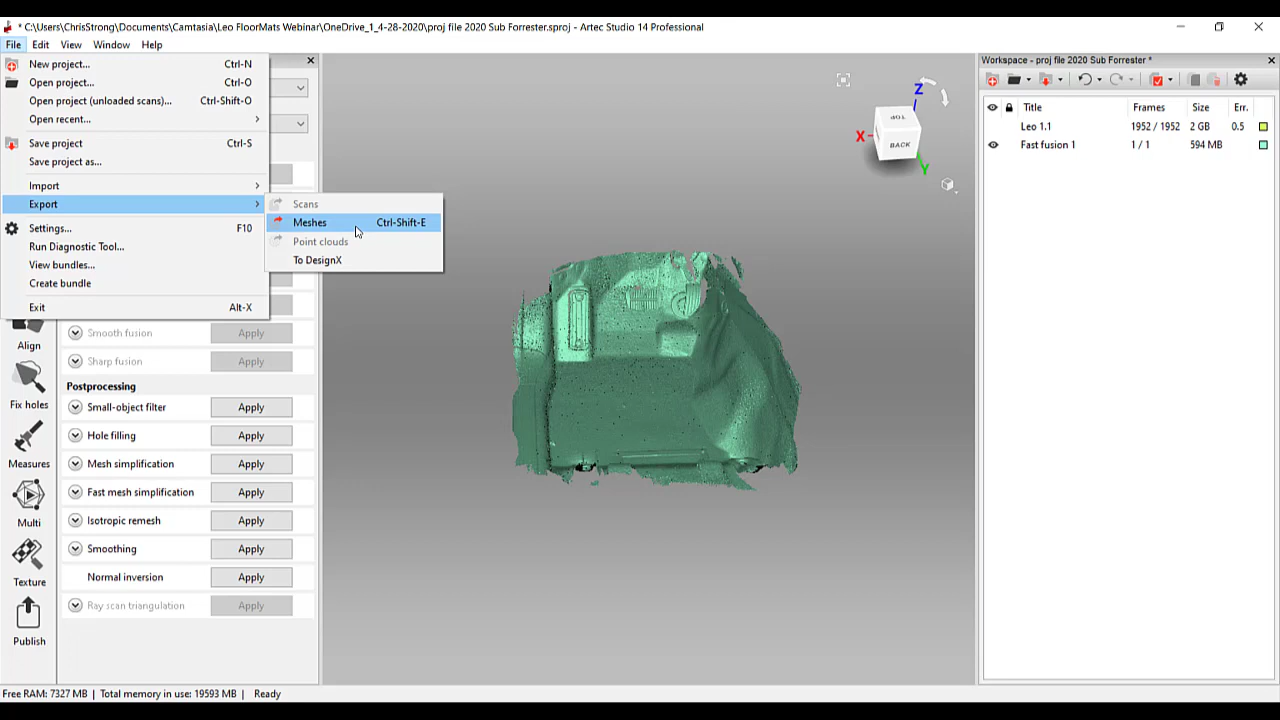 * C:\Users\ChrisStrong\Documents\Camtasia\Leo FloorMats Webinar\OneDrive_1_4-28-2020\proj file 2020 Sub Forrester.sproj - Artec Studio 14 Professional
File Edit View Window Help
New project... Ctrl-N
Open project... Ctrl-O
Open project (unloaded scans)... Ctrl-Shift-O
Open recent...
Save project Ctrl-S
Save project as...
Import
Export
Settings... F10
Run Diagnostic Tool...
View bundles...
Create bundle
Exit Alt-X
Scans
Meshes Ctrl-Shift-E
Point clouds
To DesignX
Align
Fix holes
Measures
Multi
Texture
Publish
Smooth fusion Apply
Sharp fusion Apply
Postprocessing
Small-object filter Apply
Hole filling Apply
Mesh simplification Apply
Fast mesh simplification Apply
Isotropic remesh Apply
Smoothing Apply
Normal inversion Apply
Ray scan triangulation Apply
Z
X
Y
TOP
BACK
Workspace - proj file 2020 Sub Forrester *
Title Frames Size Err.
Leo 1.1 1952 / 1952 2 GB 0.5
Fast fusion 1 1 / 1 594 MB
Free RAM: 7327 MB | Total memory in use: 19593 MB | Ready